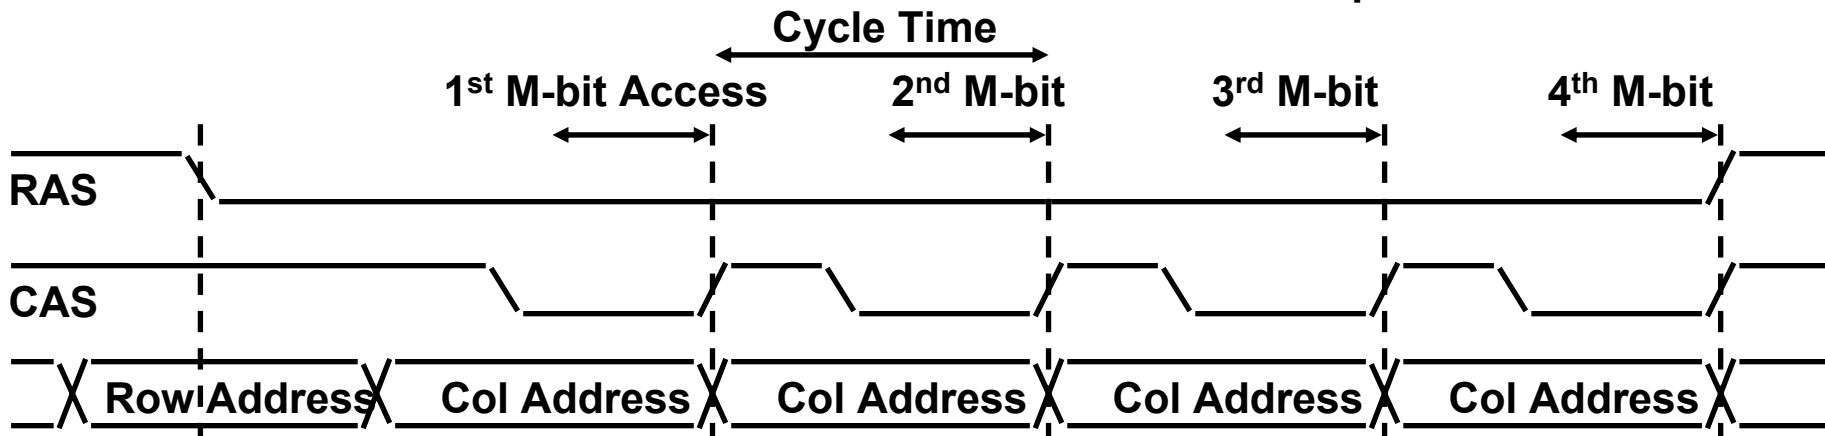 Cycle Time
1st M-bit Access 2nd M-bit 3rd M-bit 4th M-bit
RAS
CAS
Row Address Col Address Col Address Col Address Col Address